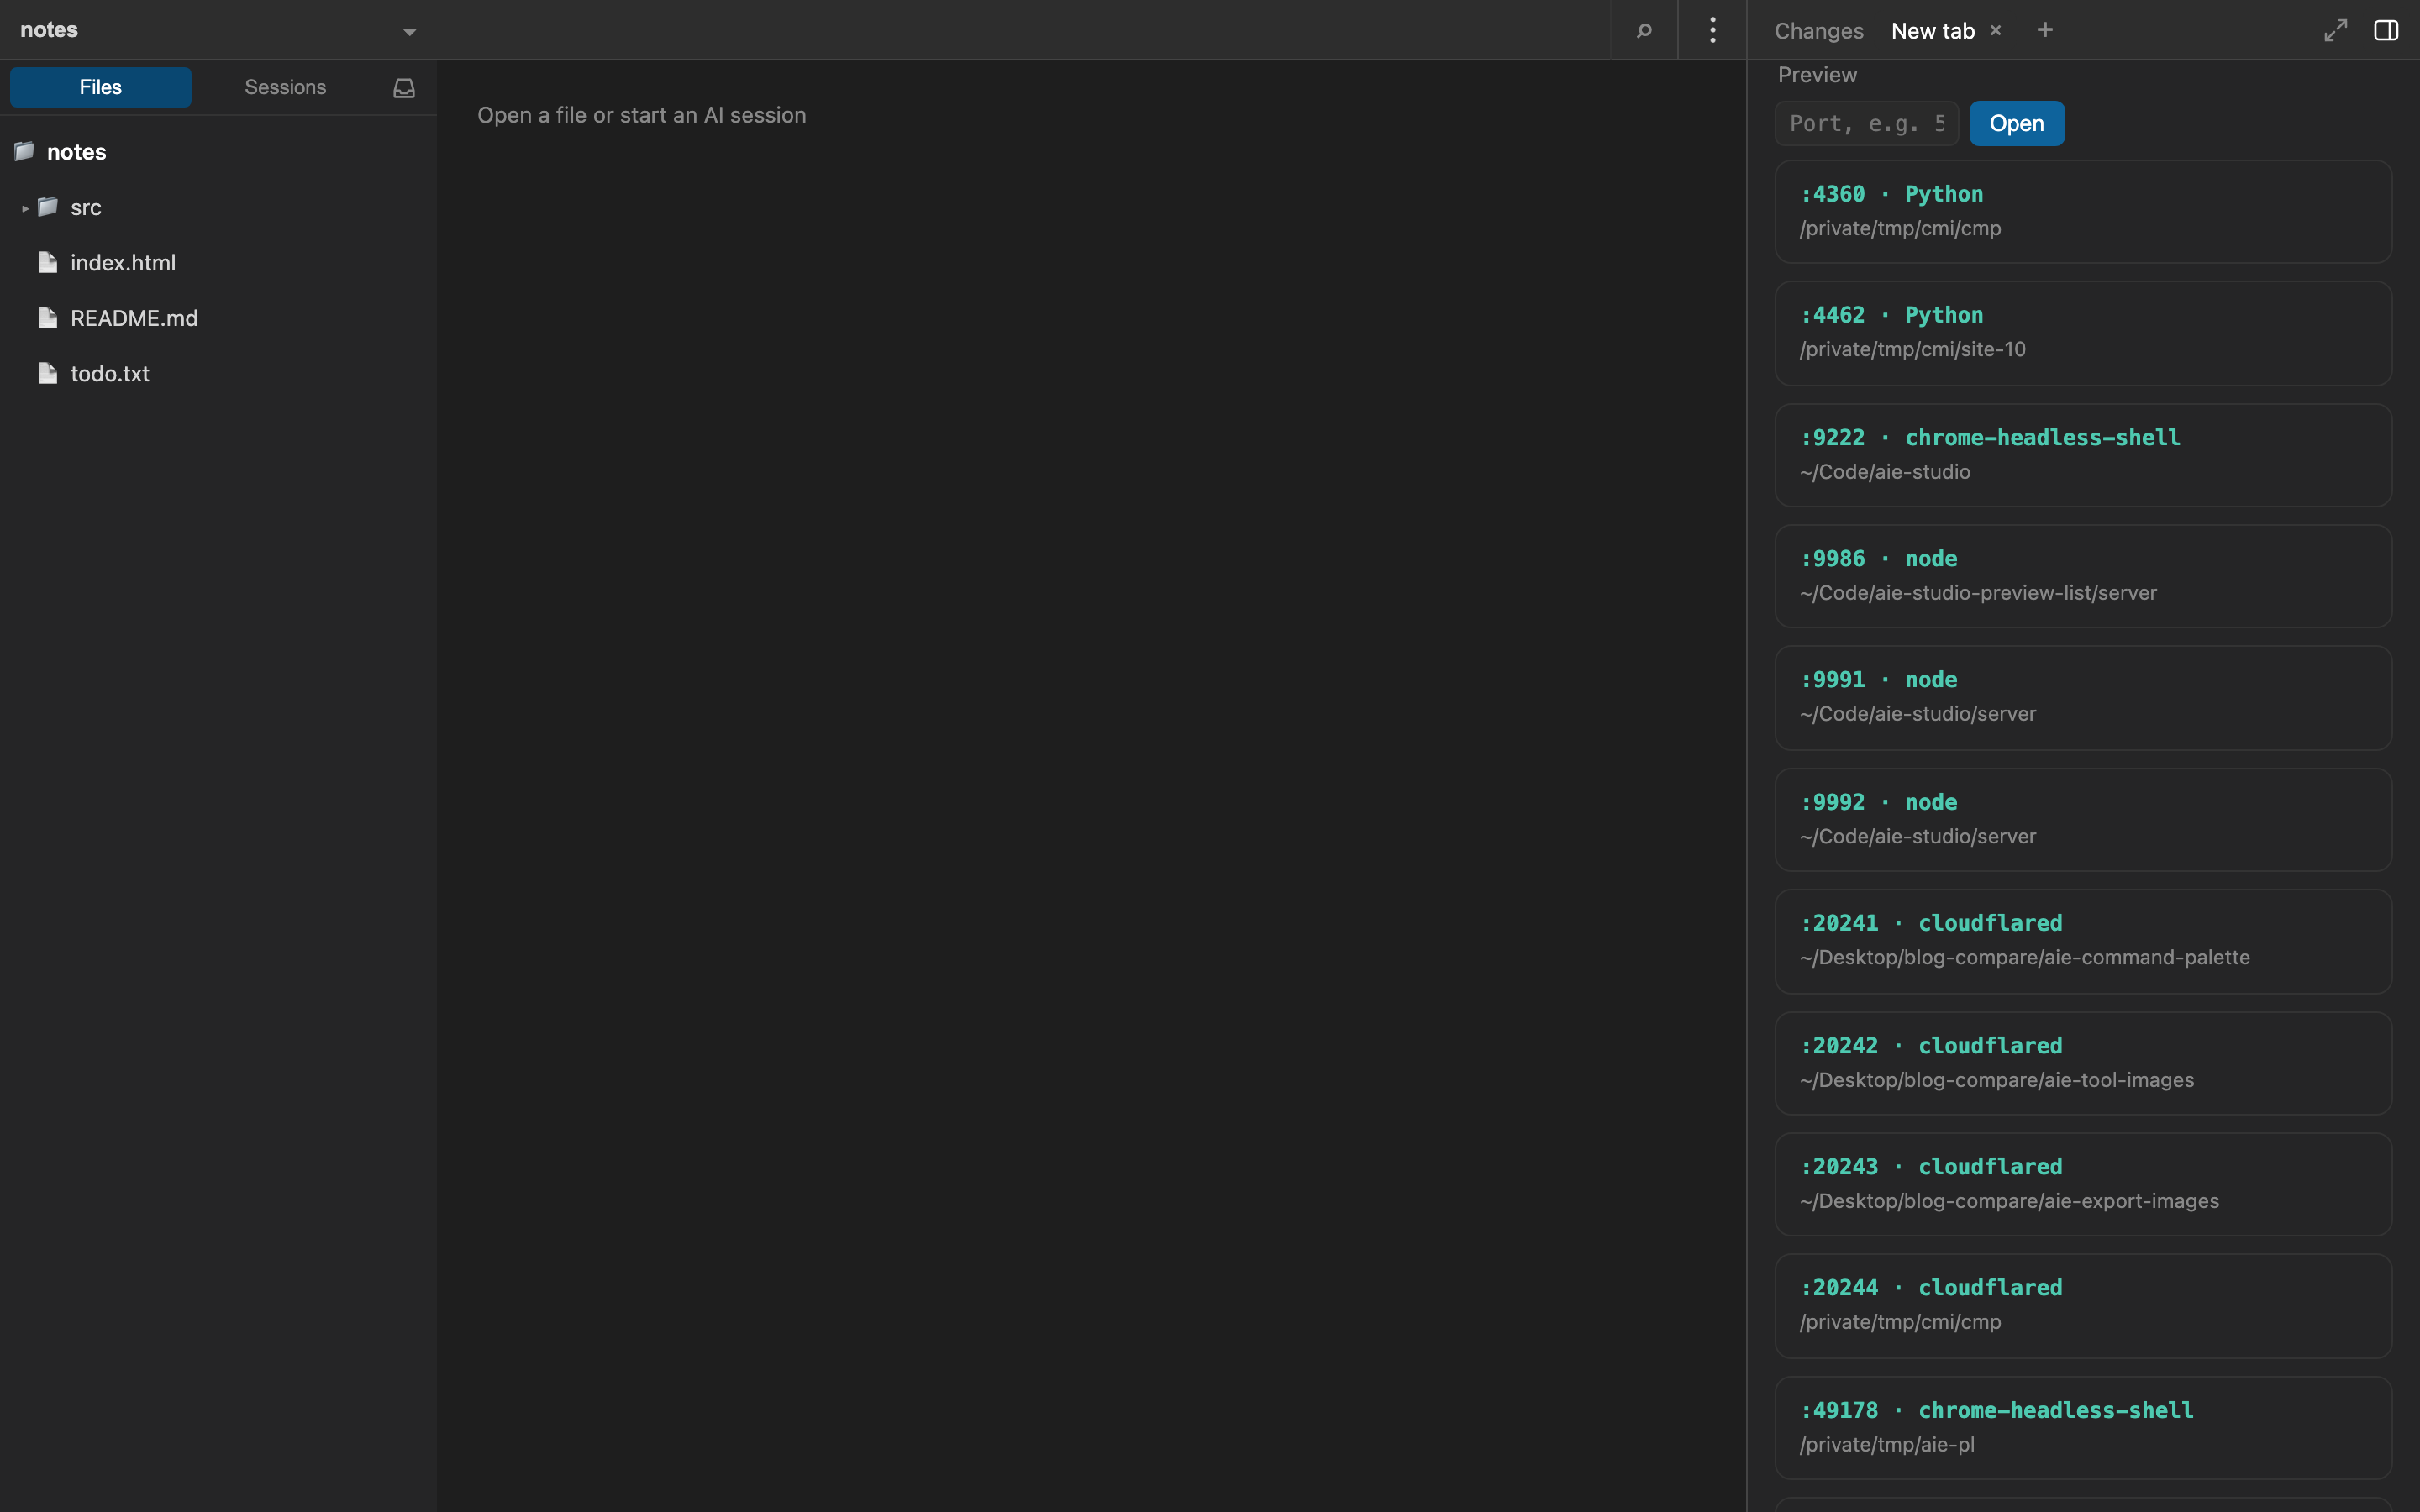 notes
Changes
New tab
Files
Sessions
notes
src
index.html
README.md
todo.txt
Open a file or start an AI session
Preview
Port, e.g. 5
Open
:4360 · Python
/private/tmp/cmi/cmp
:4462 · Python
/private/tmp/cmi/site-10
:9222 · chrome-headless-shell
~/Code/aie-studio
:9986 · node
~/Code/aie-studio-preview-list/server
:9991 · node
~/Code/aie-studio/server
:9992 · node
~/Code/aie-studio/server
:20241 · cloudflared
~/Desktop/blog-compare/aie-command-palette
:20242 · cloudflared
~/Desktop/blog-compare/aie-tool-images
:20243 · cloudflared
~/Desktop/blog-compare/aie-export-images
:20244 · cloudflared
/private/tmp/cmi/cmp
:49178 · chrome-headless-shell
/private/tmp/aie-pl